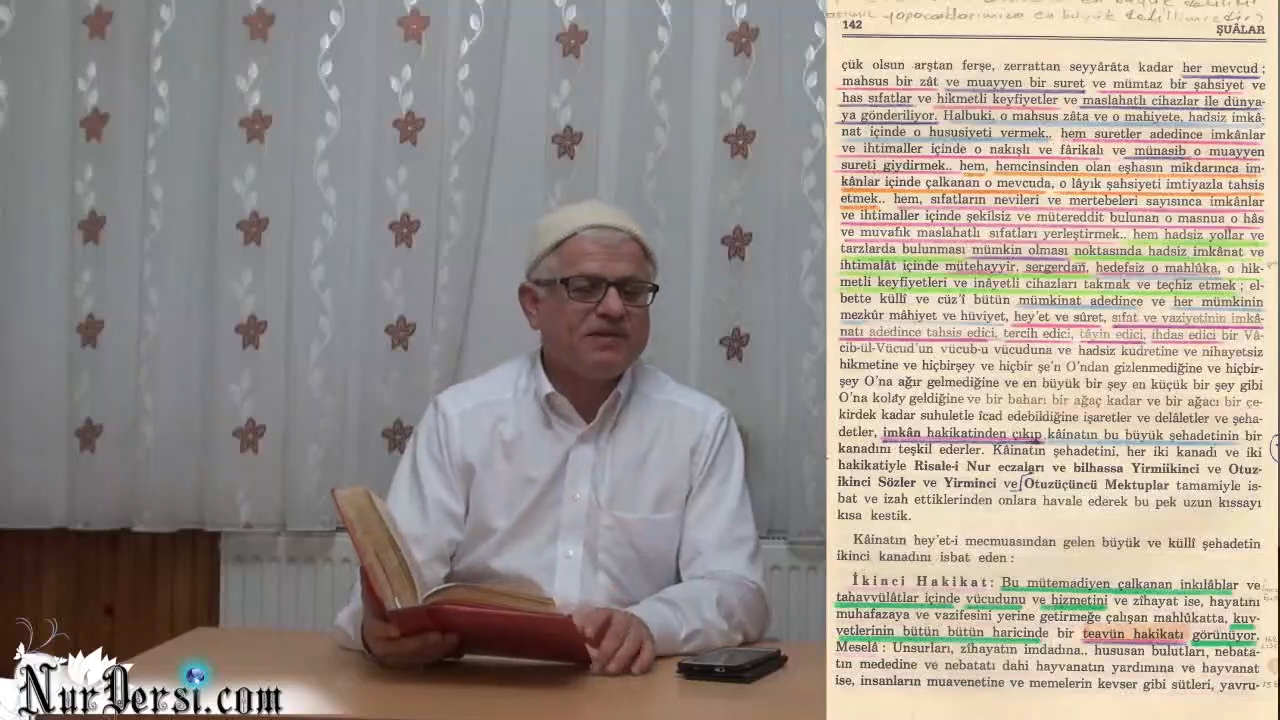 142 ŞUÂLAR
çük olsun arştan ferşe, zerrattan seyyârâta kadar her mevcud ;
mahsus bir zât ve muayyen bir suret ve mümtaz bir şahsiyet ve
has sıfatlar ve hikmetli keyfiyetler ve maslahatlı cihazlar ile dünya-
ya gönderiliyor. Halbuki, o mahsus zâta ve o mahiyete, hadsiz imkâ-
nat içinde o hususiyeti vermek.. hem suretler adedince imkânlar
ve ihtimaller içinde o nakışlı ve fârikalı ve münasib o muayyen
sureti giydirmek.. hem, hemcinsinden olan eşhasın mikdarınca im-
kânlar içinde çalkanan o mevcuda, o lâyık şahsiyeti imtiyazla tahsis
etmek.. hem, sıfatların nevileri ve mertebeleri sayısınca imkânlar
ve ihtimaller içinde şekilsiz ve mütereddit bulunan o masnua o hâs
ve muvafık maslahatlı sıfatları yerleştirmek.. hem hadsiz yollar ve
tarzlarda bulunması mümkin olması noktasında hadsiz imkânat ve
ihtimalât içinde mütehayyir, sergerdan, hedefsiz o mahlûka, o hik-
metli keyfiyetleri ve inâyetli cihazları takmak ve teçhiz etmek ; el-
bette küllî ve cüz'î bütün mümkinat adedince ve her mümkinin
mezkûr mâhiyet ve hüviyet, hey'et ve sûret, sıfat ve vaziyetinin imkâ-
natı adedince tahsis edici, tercih edici, tâyin edici, ihdas edici bir Vâ-
cib-ül-Vücud'un vücub-u vücuduna ve hadsiz kudretine ve nihayetsiz
hikmetine ve hiçbirşey ve hiçbir şe'n O'ndan gizlenmediğine ve hiçbir-
şey O'na ağır gelmediğine ve en büyük bir şey en küçük bir şey gibi
O'na kolay geldiğine ve bir baharı bir ağaç kadar ve bir ağacı bir çe-
kirdek kadar suhuletle îcad edebildiğine işaretler ve delâletler ve şeha-
detler, imkân hakikatinden çıkıp kâinatın bu büyük şehadetinin bir
kanadını teşkil ederler. Kâinatın şehadetini, her iki kanadı ve iki
hakikatiyle Risale-i Nur eczaları ve bilhassa Yirmiikinci ve Otuz-
ikinci Sözler ve Yirminci ve Otuzüçüncü Mektuplar tamamiyle is-
bat ve izah ettiklerinden onlara havale ederek bu pek uzun kıssayı
kısa kestik.
Kâinatın hey'et-i mecmuasından gelen büyük ve küllî şehadetin
ikinci kanadını isbat eden :
İkinci Hakikat: Bu mütemadiyen çalkanan inkılâblar ve
tahavvülâtlar içinde vücudunu ve hizmetini ve zîhayat ise, hayatını
muhafazaya ve vazifesini yerine getirmeğe çalışan mahlûkatta, kuv-
vetlerinin bütün bütün haricinde bir teavün hakikatı görünüyor.
Meselâ : Unsurları, zîhayatın imdadına.. hususan bulutları, nebata-
tın mededine ve nebatatı dahi hayvanatın yardımına ve hayvanat
ise, insanların muavenetine ve memelerin kevser gibi sütleri, yavru-
NurDersi.com